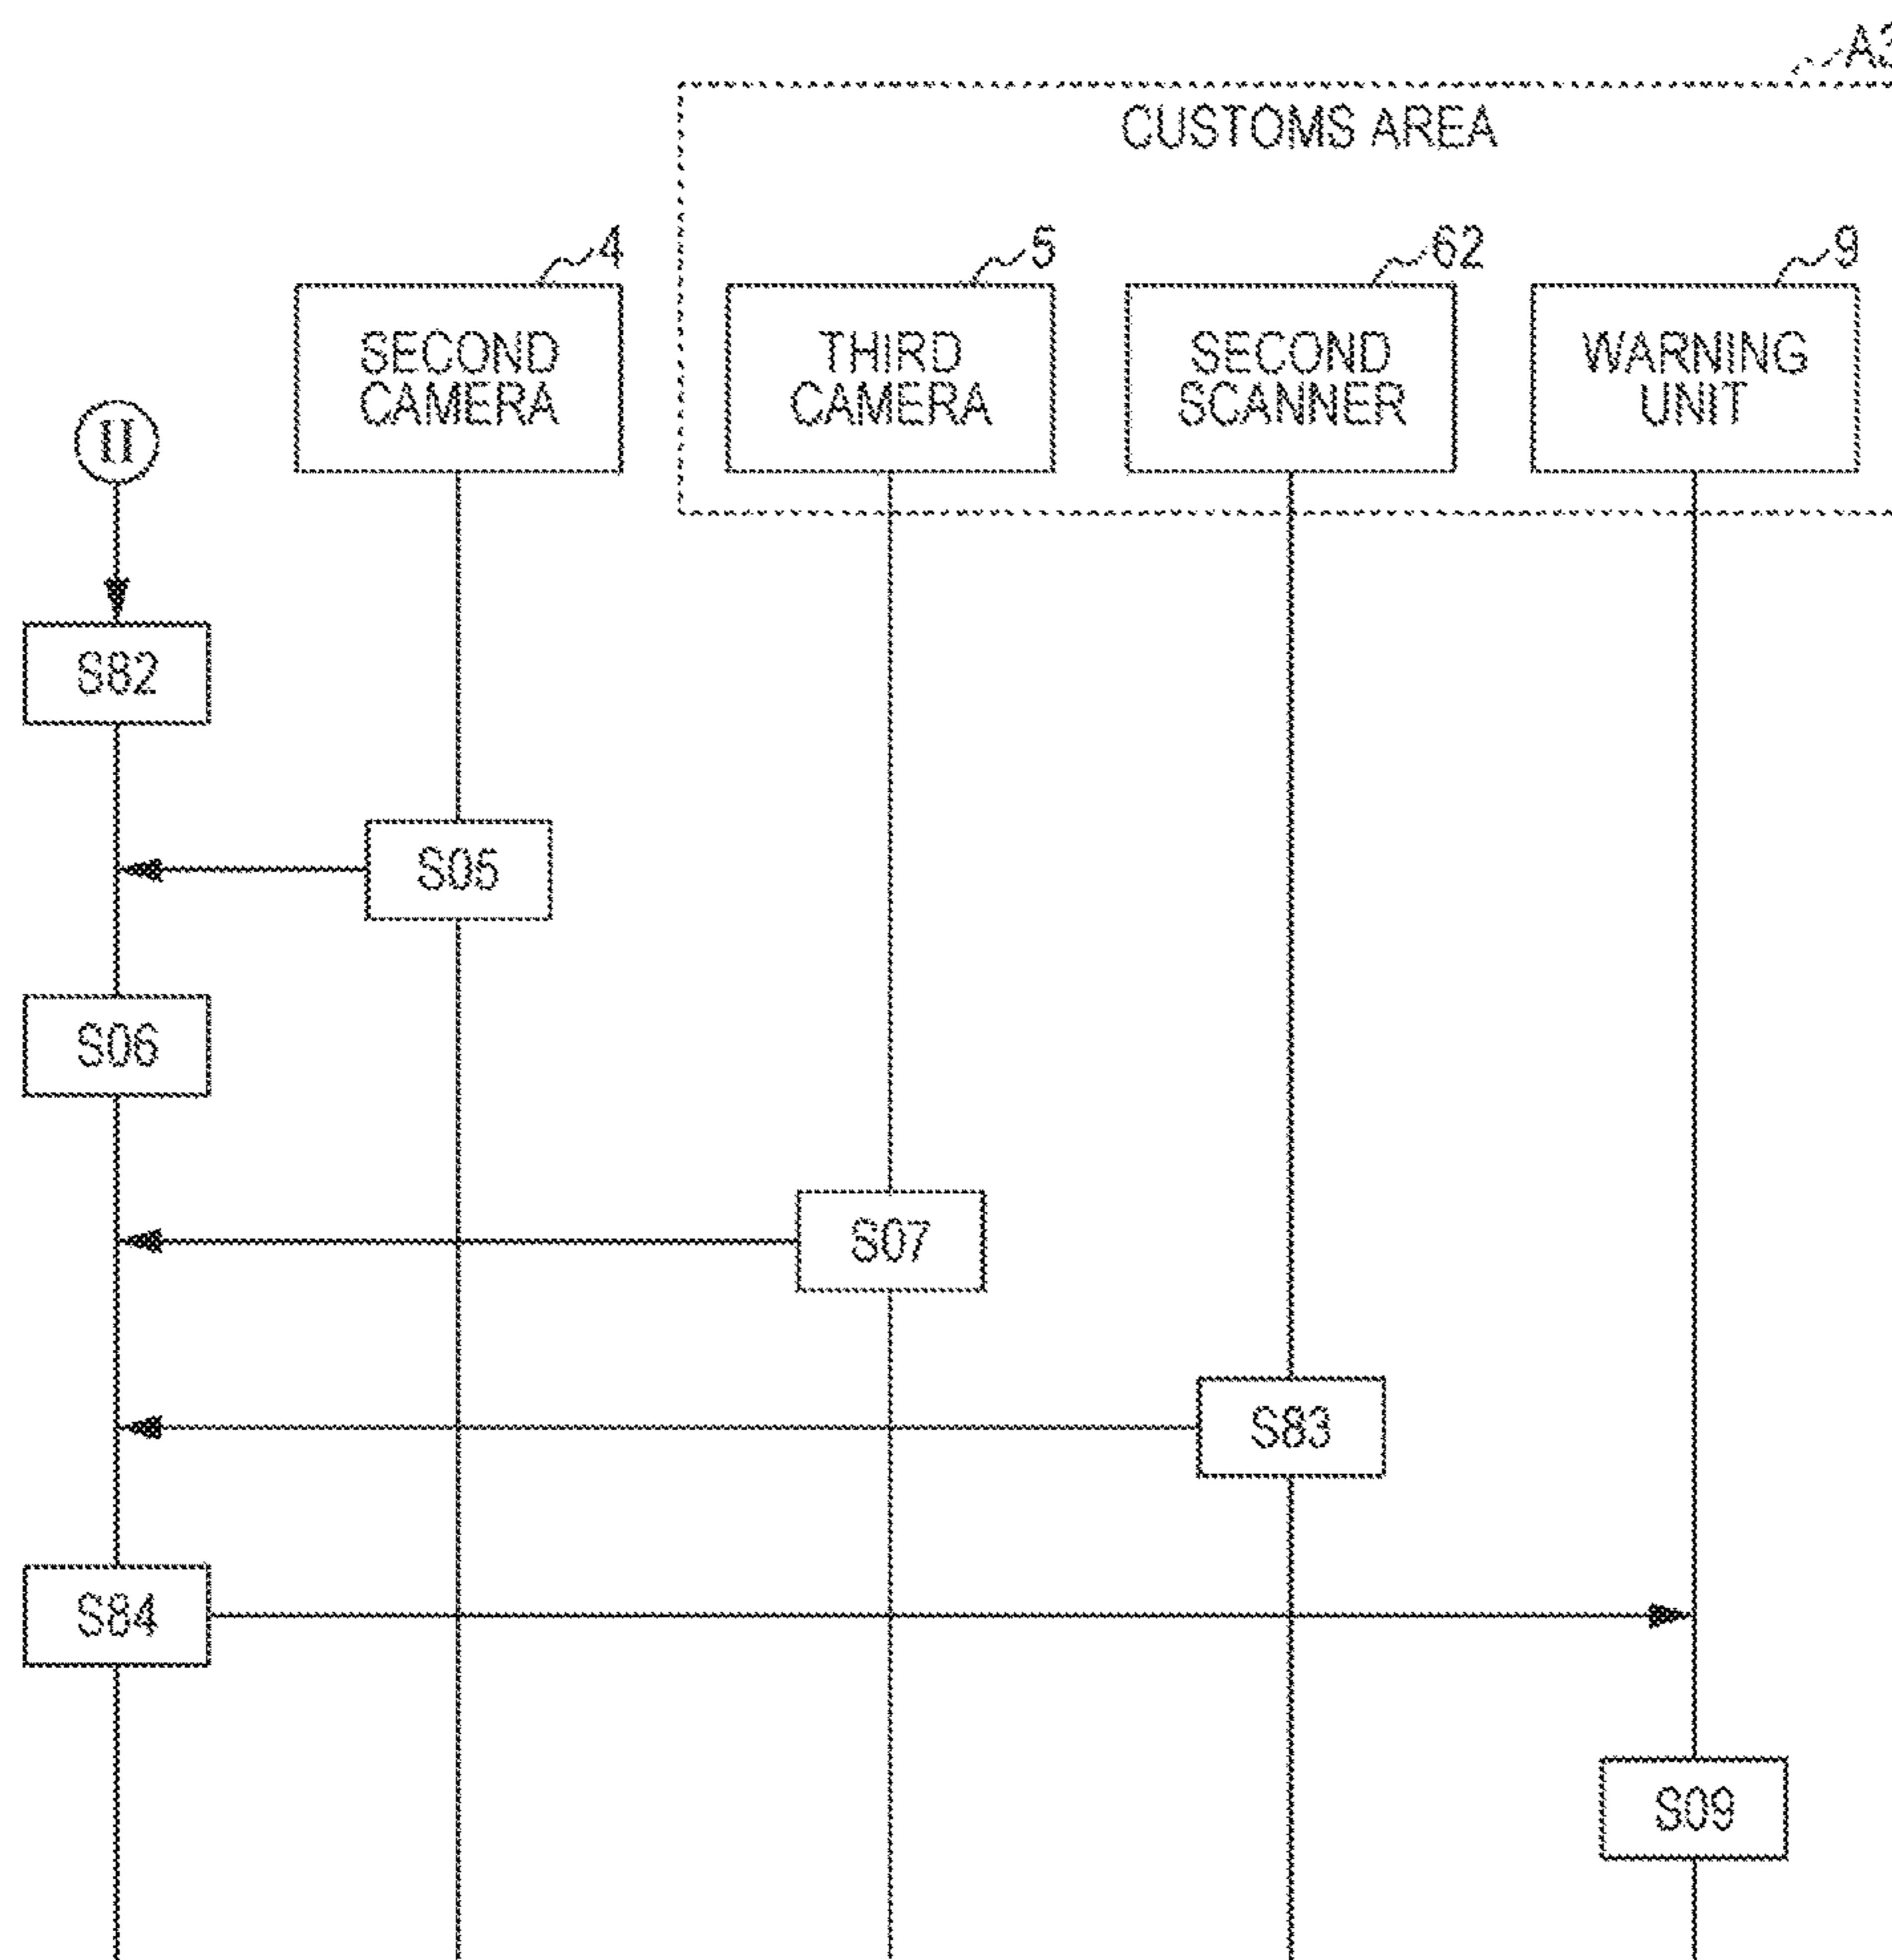 A3
CUSTOMS AREA
4
5
62
9
SECOND
CAMERA
THIRD
CAMERA
SECOND
SCANNER
WARNING
UNIT
II
S82
S05
S06
S07
S83
S84
S09